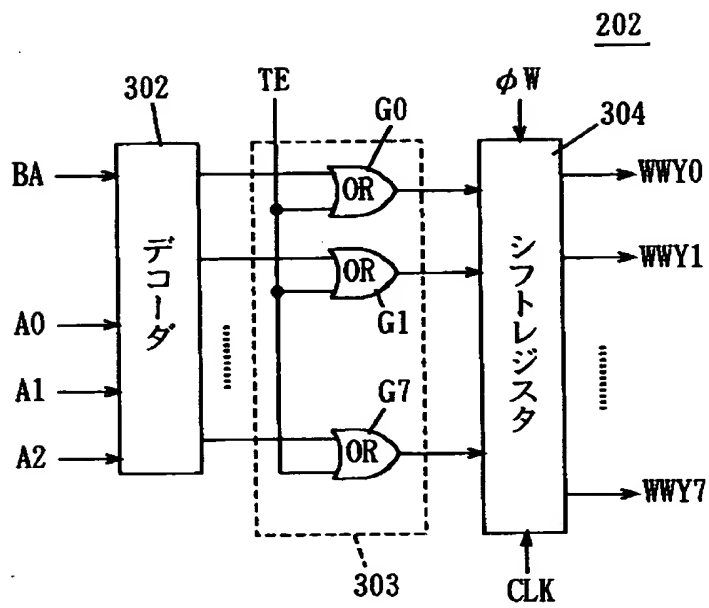 202
TE
φW
302
G0
304
BA
OR
WWY0
デコーダ
シフトレジスタ
OR
WWY1
A0
G1
A1
G7
A2
OR
WWY7
303
CLK